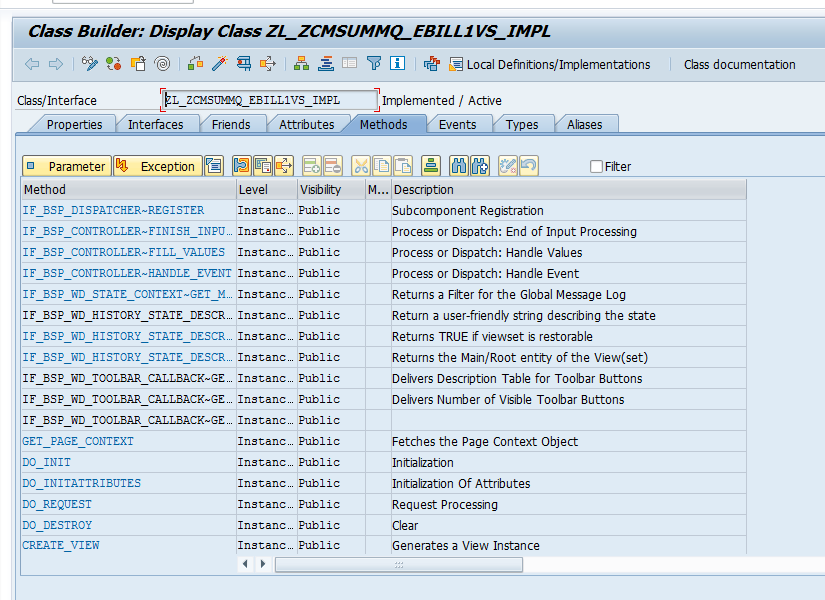 Class Builder: Display Class ZL_ZCMSUMMQ_EBILL1VS_IMPL
Local Definitions/Implementations Class documentation
Class/Interface ZL_ZCMSUMMQ_EBILL1VS_IMPL Implemented / Active
Properties Interfaces Friends Attributes Methods Events Types Aliases
Parameter Exception Filter
Method Level Visibility M... Description
IF_BSP_DISPATCHER~REGISTER Instanc... Public Subcomponent Registration
IF_BSP_CONTROLLER~FINISH_INPU... Instanc... Public Process or Dispatch: End of Input Processing
IF_BSP_CONTROLLER~FILL_VALUES Instanc... Public Process or Dispatch: Handle Values
IF_BSP_CONTROLLER~HANDLE_EVENT Instanc... Public Process or Dispatch: Handle Event
IF_BSP_WD_STATE_CONTEXT~GET_M... Instanc... Public Returns a Filter for the Global Message Log
IF_BSP_WD_HISTORY_STATE_DESCR... Instanc... Public Return a user-friendly string describing the state
IF_BSP_WD_HISTORY_STATE_DESCR... Instanc... Public Returns TRUE if viewset is restorable
IF_BSP_WD_HISTORY_STATE_DESCR... Instanc... Public Returns the Main/Root entity of the View(set)
IF_BSP_WD_TOOLBAR_CALLBACK~GE... Instanc... Public Delivers Description Table for Toolbar Buttons
IF_BSP_WD_TOOLBAR_CALLBACK~GE... Instanc... Public Delivers Number of Visible Toolbar Buttons
IF_BSP_WD_TOOLBAR_CALLBACK~GE... Instanc... Public
GET_PAGE_CONTEXT Instanc... Public Fetches the Page Context Object
DO_INIT Instanc... Public Initialization
DO_INITATTRIBUTES Instanc... Public Initialization Of Attributes
DO_REQUEST Instanc... Public Request Processing
DO_DESTROY Instanc... Public Clear
CREATE_VIEW Instanc... Public Generates a View Instance